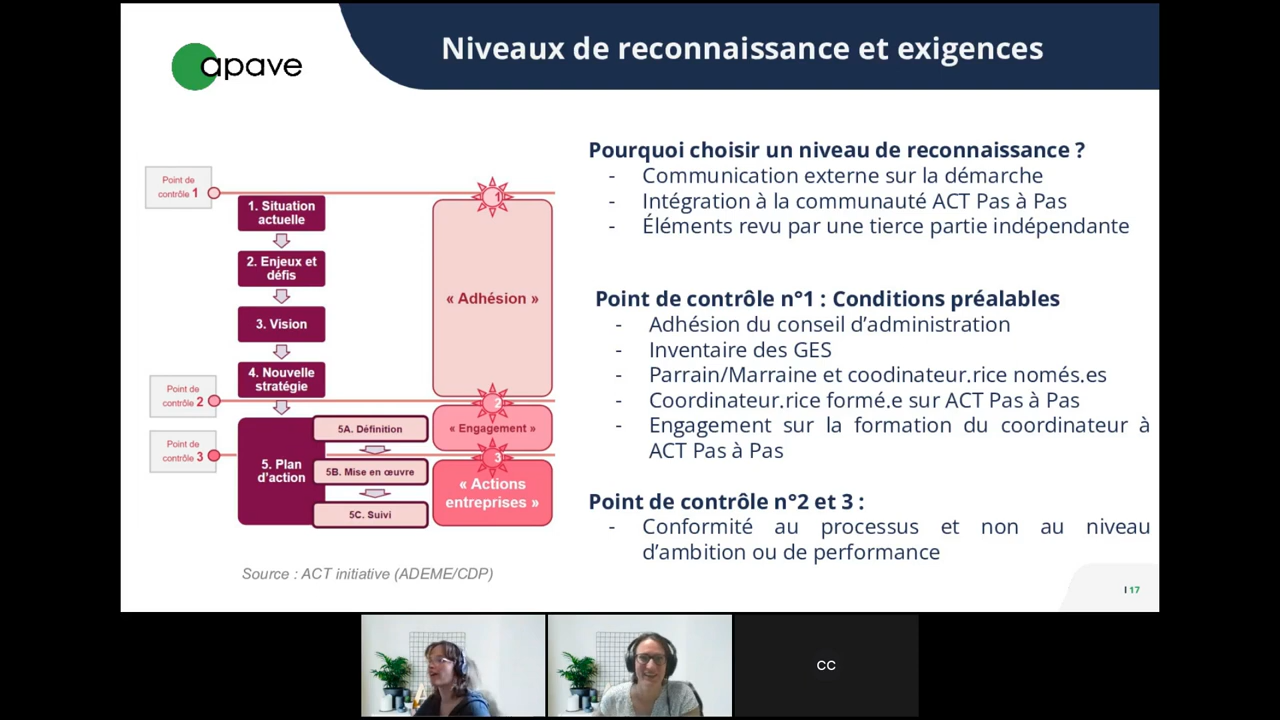 apave
Niveaux de reconnaissance et exigences
Point de
contrôle 1
1. Situation
actuelle
2. Enjeux et
défis
3. Vision
4. Nouvelle
stratégie
Point de
contrôle 2
Point de
contrôle 3
5. Plan
d'action
5A. Définition
5B. Mise en œuvre
5C. Suivi
1
« Adhésion »
2
« Engagement »
3
« Actions
entreprises »
Source : ACT initiative (ADEME/CDP)
Pourquoi choisir un niveau de reconnaissance ?
- Communication externe sur la démarche
- Intégration à la communauté ACT Pas à Pas
- Éléments revu par une tierce partie indépendante
Point de contrôle n°1 : Conditions préalables
- Adhésion du conseil d’administration
- Inventaire des GES
- Parrain/Marraine et coodinateur.rice només.es
- Coordinateur.rice formé.e sur ACT Pas à Pas
- Engagement sur la formation du coordinateur à
ACT Pas à Pas
Point de contrôle n°2 et 3 :
- Conformité au processus et non au niveau
d’ambition ou de performance
I 17
CC